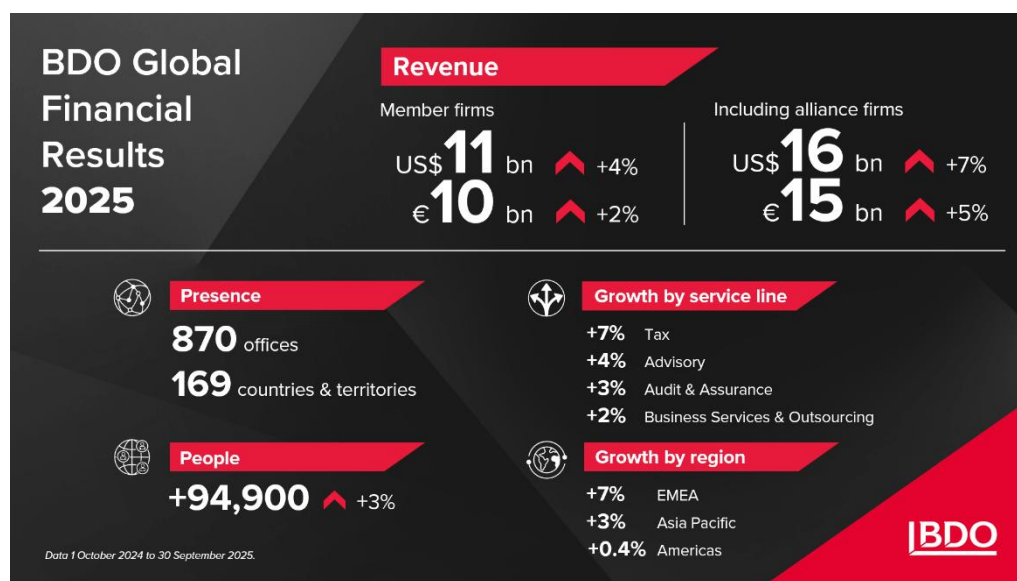 BDO Global
Financial
Results
2025
Revenue
Member firms
US$ 11 bn +4%
€ 10 bn +2%
Including alliance firms
US$ 16 bn +7%
€ 15 bn +5%
Presence
870 offices
169 countries & territories
People
+94,900 +3%
Growth by service line
+7% Tax
+4% Advisory
+3% Audit & Assurance
+2% Business Services & Outsourcing
Growth by region
+7% EMEA
+3% Asia Pacific
+0.4% Americas
Data 1 October 2024 to 30 September 2025.
BDO